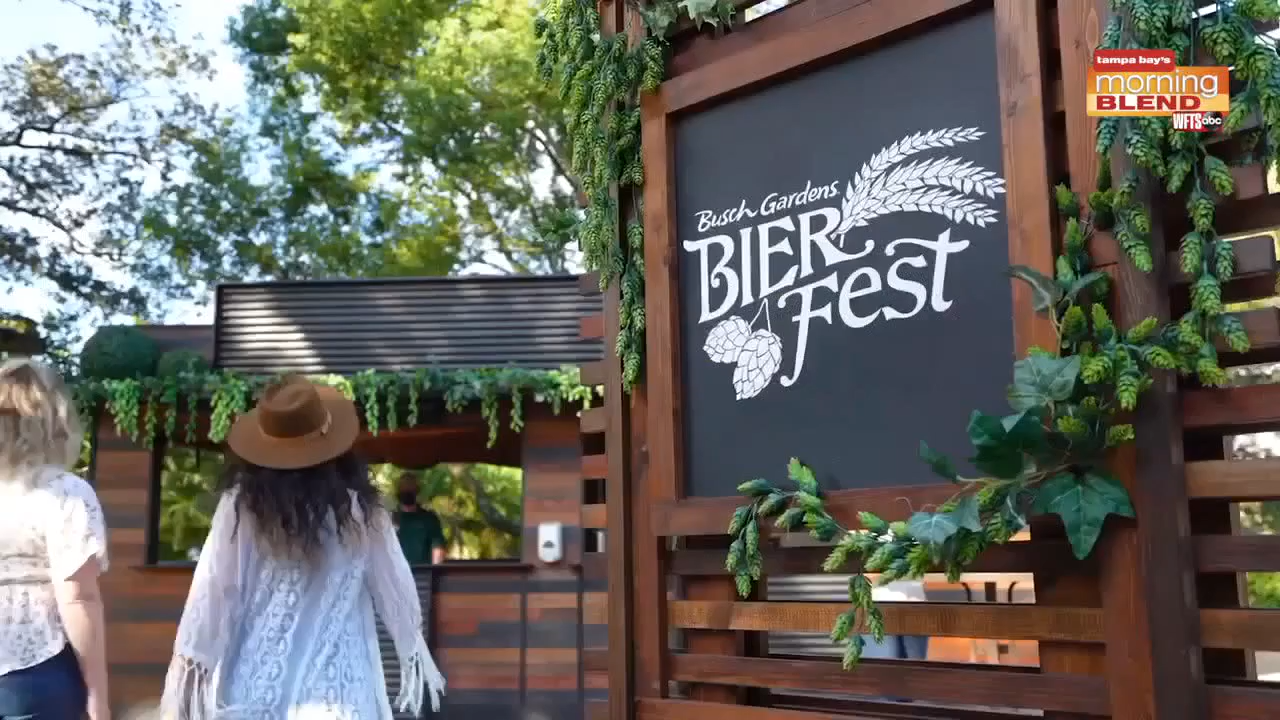 tampa bay's
morning
BLEND
WFTS abc
Busch Gardens
BIER
Fest